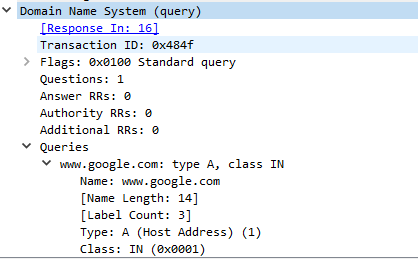 Domain Name System (query)
[Response In: 16]
Transaction ID: 0x484f
Flags: 0x0100 Standard query
Questions: 1
Answer RRs: 0
Authority RRs: 0
Additional RRs: 0
Queries
www.google.com: type A, class IN
Name: www.google.com
[Name Length: 14]
[Label Count: 3]
Type: A (Host Address) (1)
Class: IN (0x0001)